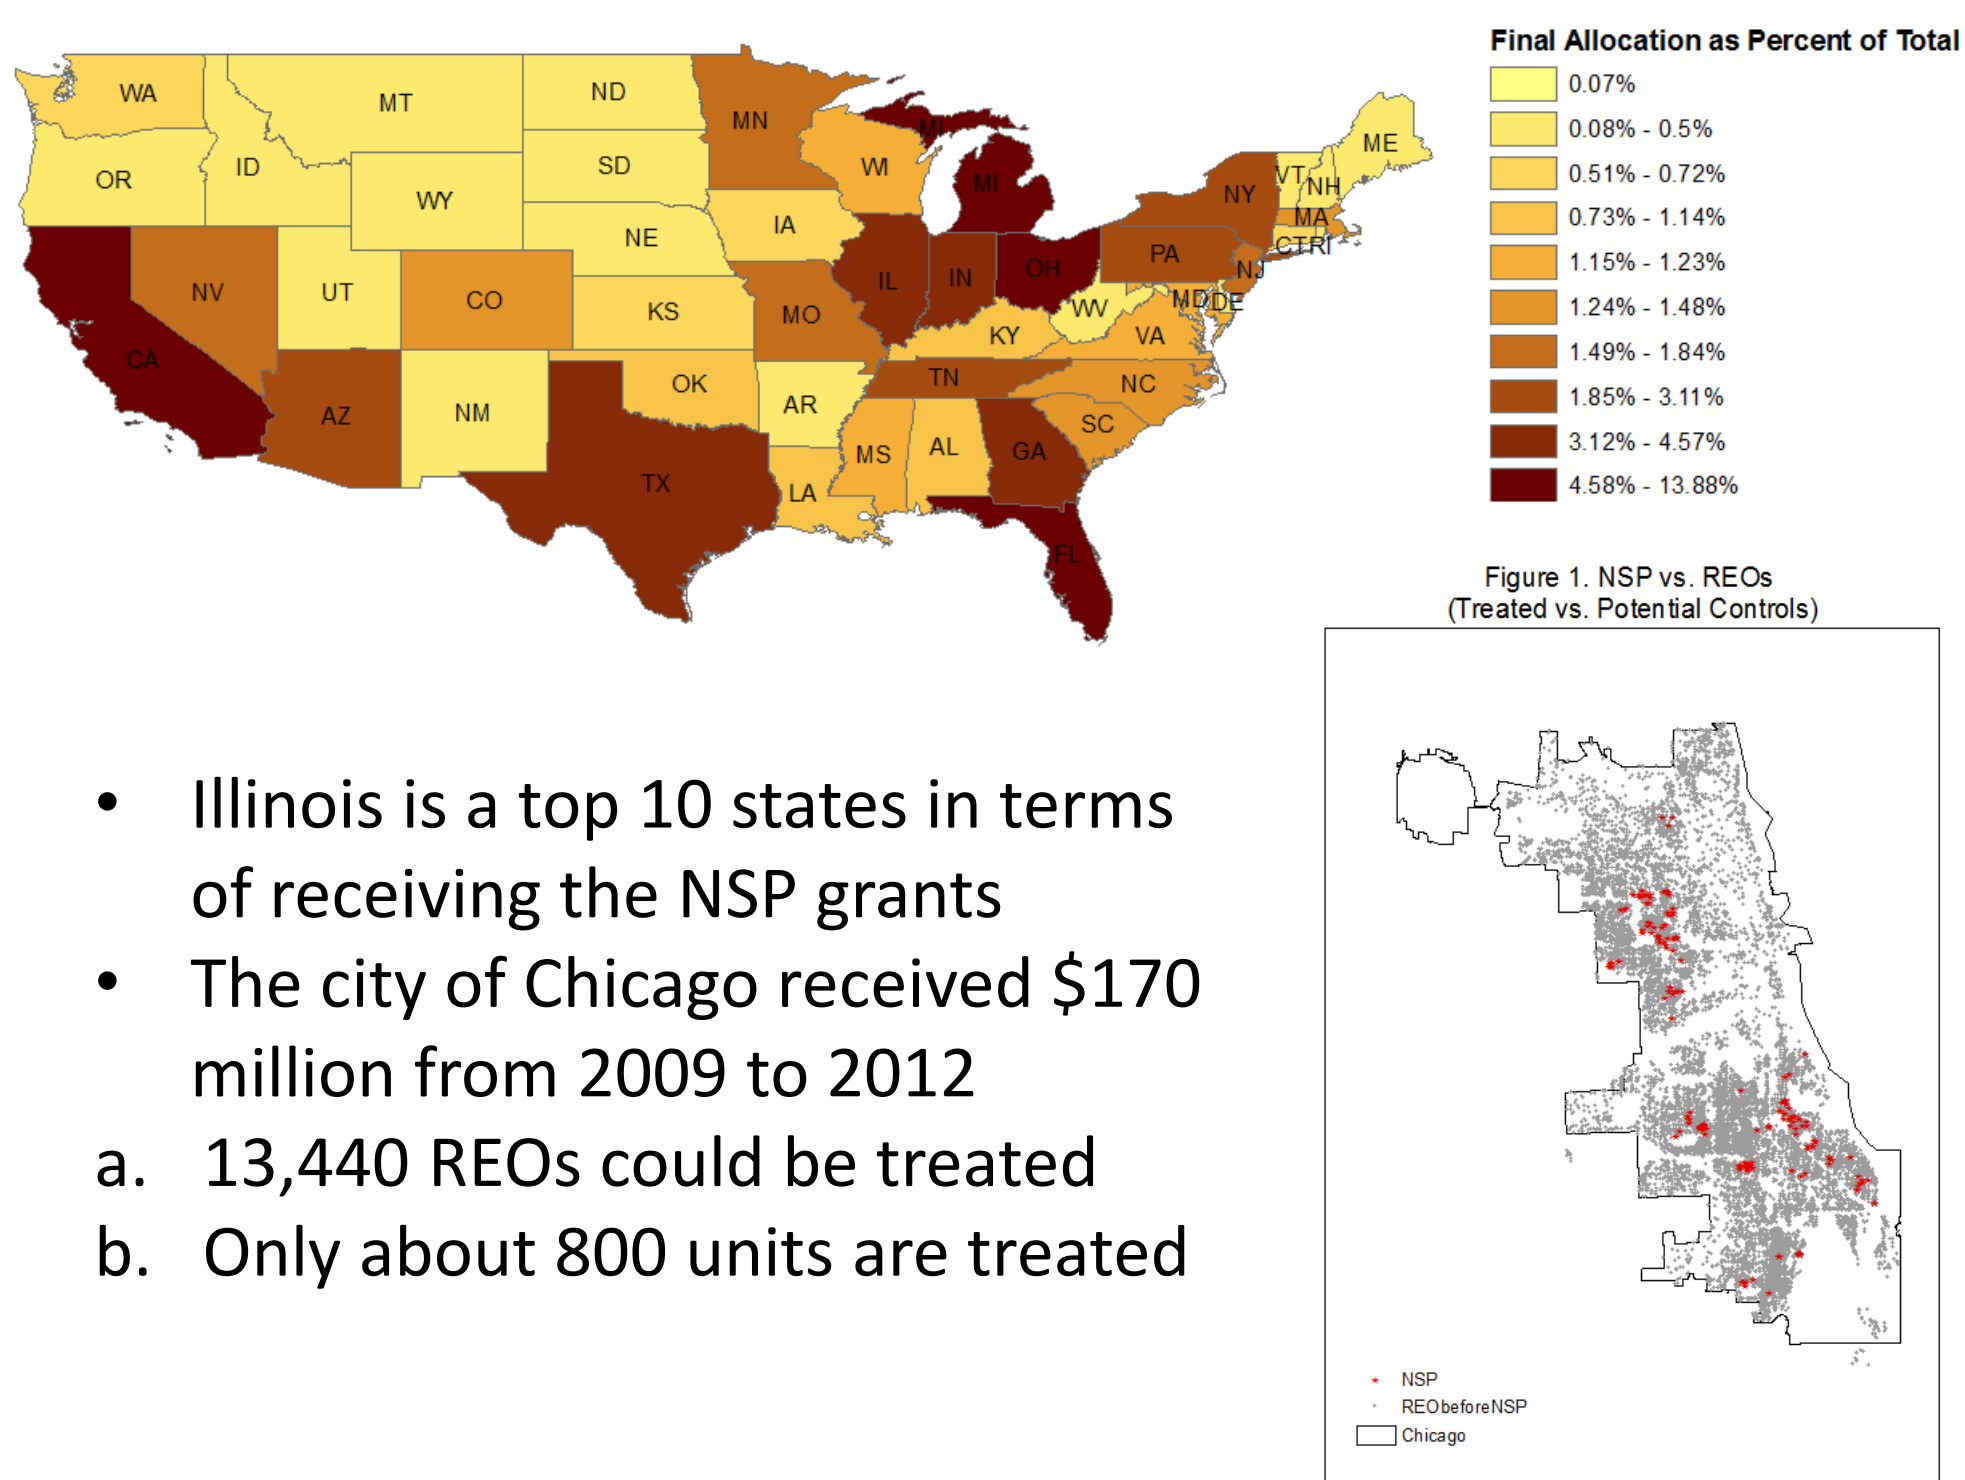 Final Allocation as Percent of Total
0.07%
0.08% - 0.5%
0.51% - 0.72%
0.73% - 1.14%
1.15% - 1.23%
1.24% - 1.48%
1.49% - 1.84%
1.85% - 3.11%
3.12% - 4.57%
4.58% - 13.88%
WA
MT
ND
MN
MI
ME
OR
ID
SD
WI
MI
VT
NH
WY
NY
MA
NE
IA
CT
RI
NV
UT
CO
KS
MO
IL
IN
OH
PA
NJ
MD
DE
WV
VA
KY
CA
AZ
NM
OK
AR
TN
NC
SC
TX
LA
MS
AL
GA
FL
Figure 1. NSP vs. REOs
(Treated vs. Potential Controls)
• Illinois is a top 10 states in terms
of receiving the NSP grants
• The city of Chicago received $170
million from 2009 to 2012
a. 13,440 REOs could be treated
b. Only about 800 units are treated
NSP
REObeforeNSP
Chicago